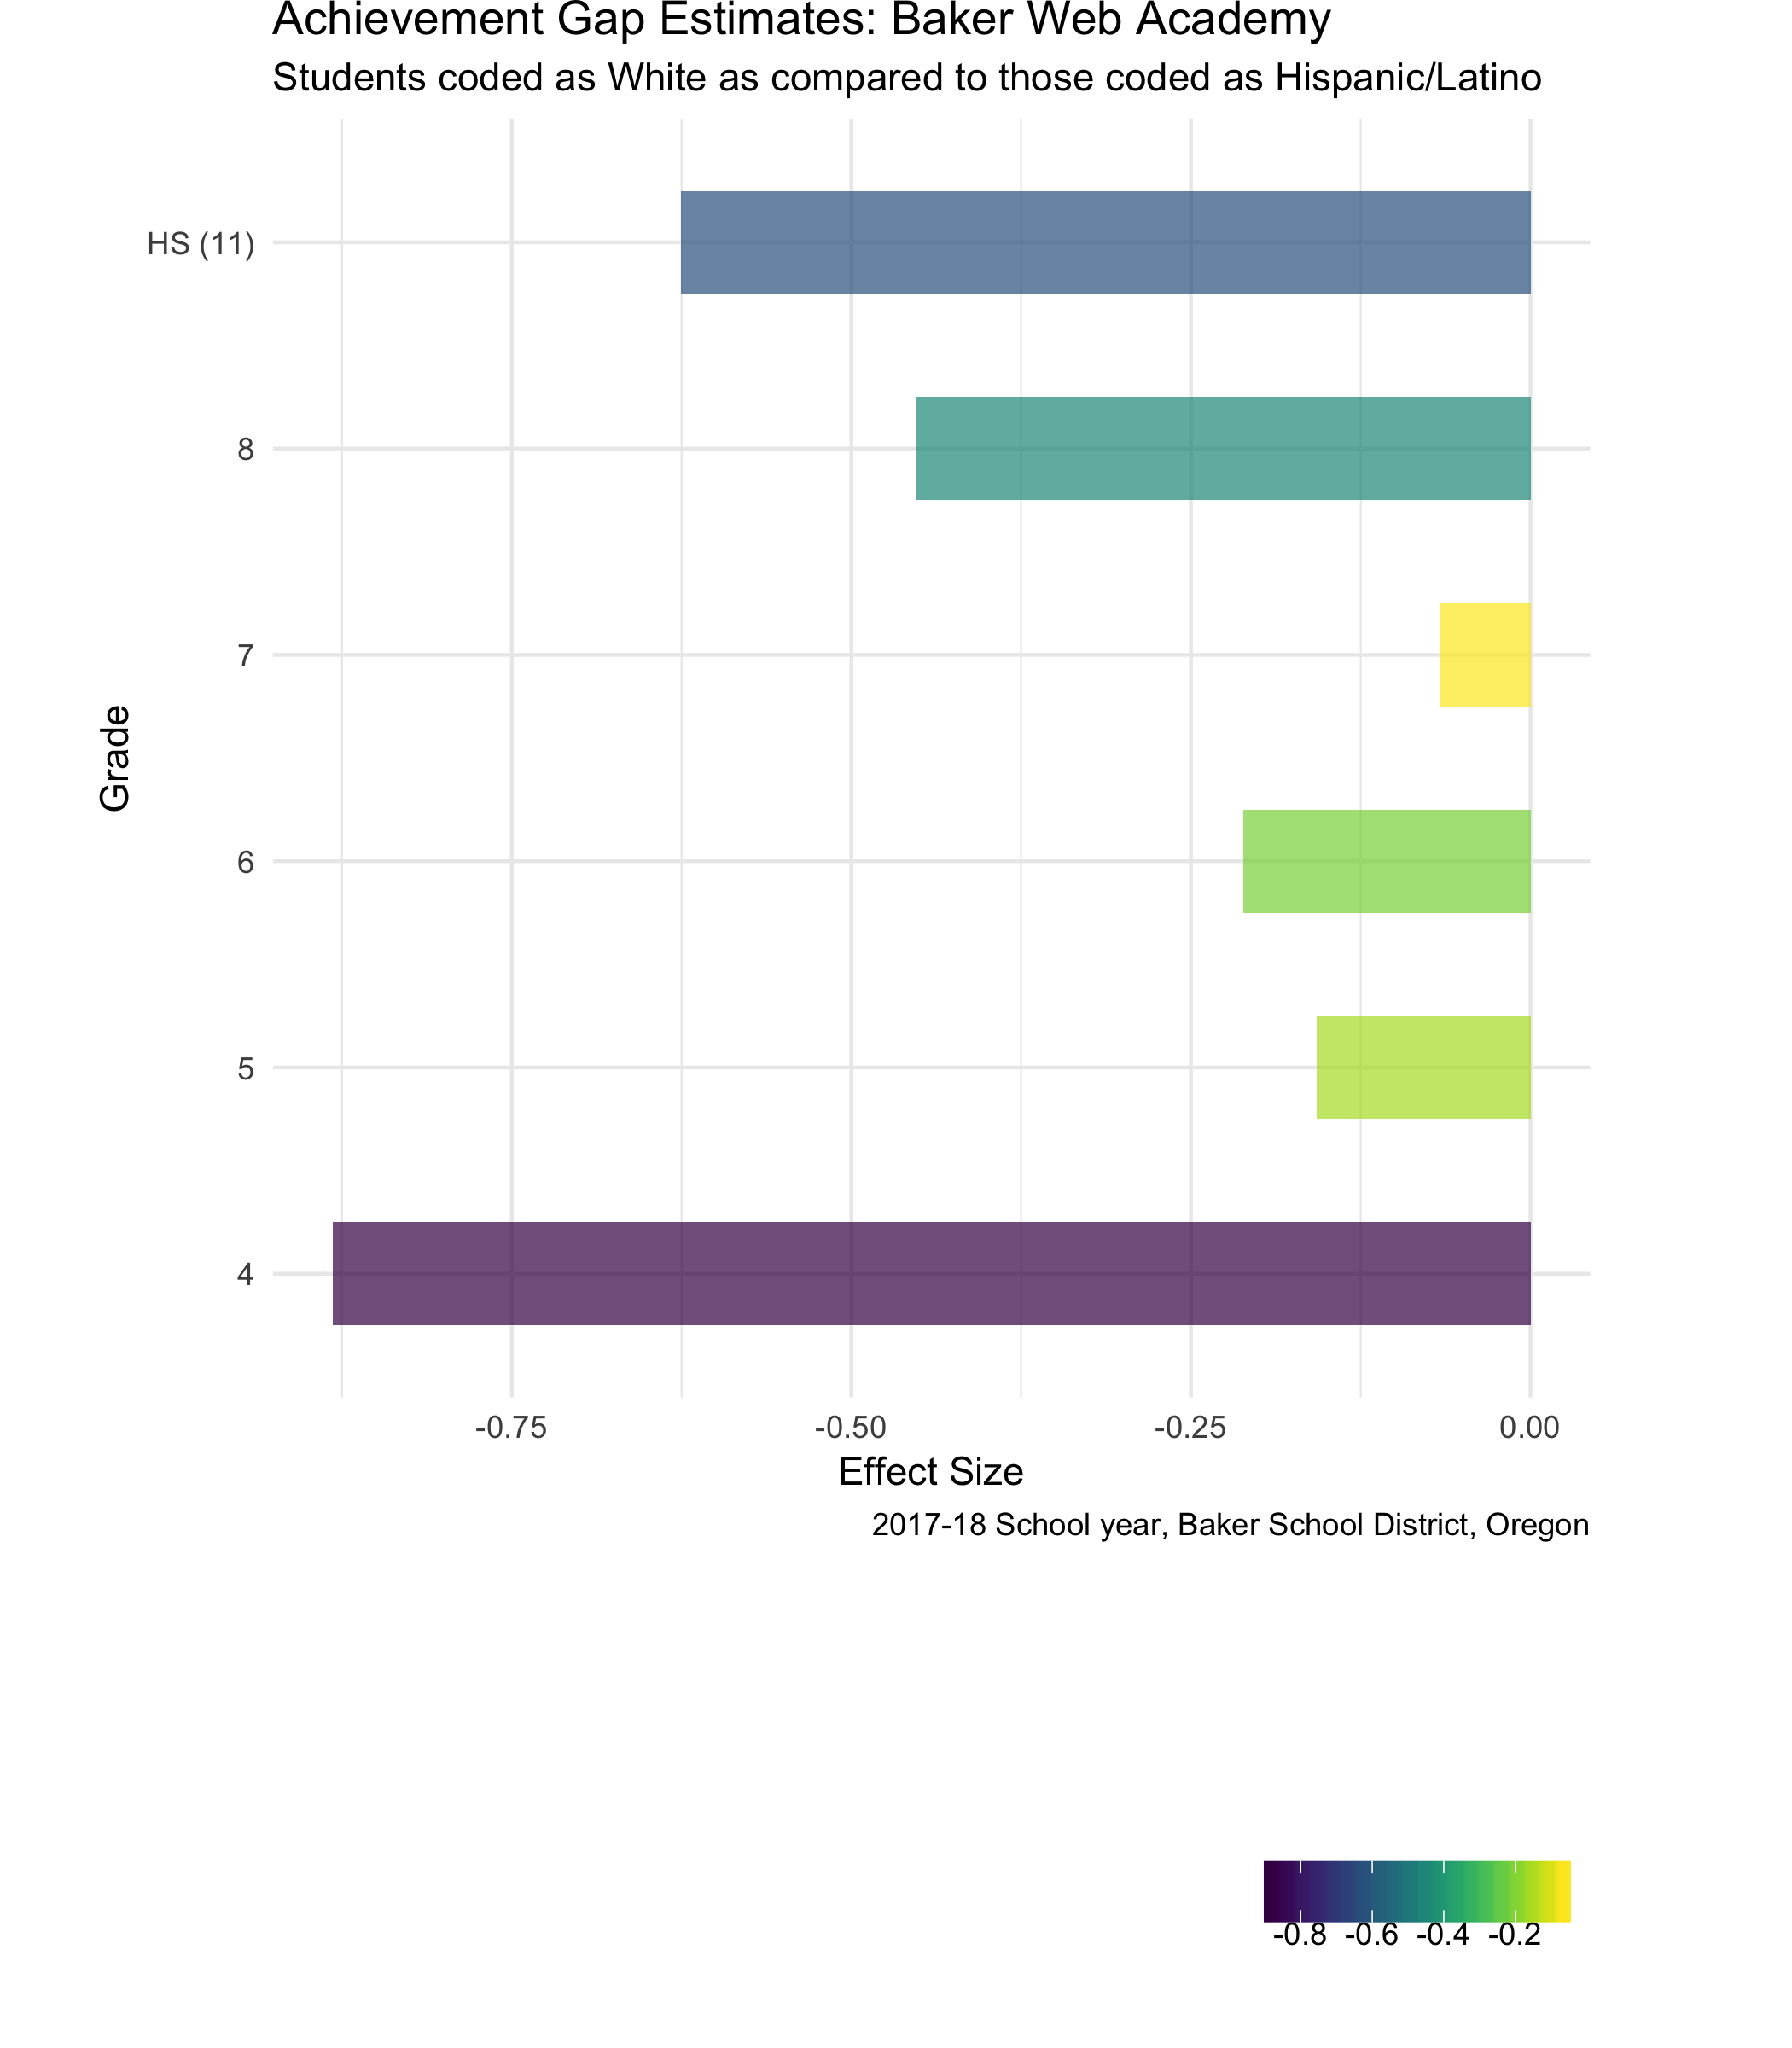 Achievement Gap Estimates: Baker Web Academy
Students coded as White as compared to those coded as Hispanic/Latino
HS (11)
8
7
6
5
4
Grade
-0.75 -0.50 -0.25 0.00
Effect Size
2017-18 School year, Baker School District, Oregon
-0.8 -0.6 -0.4 -0.2